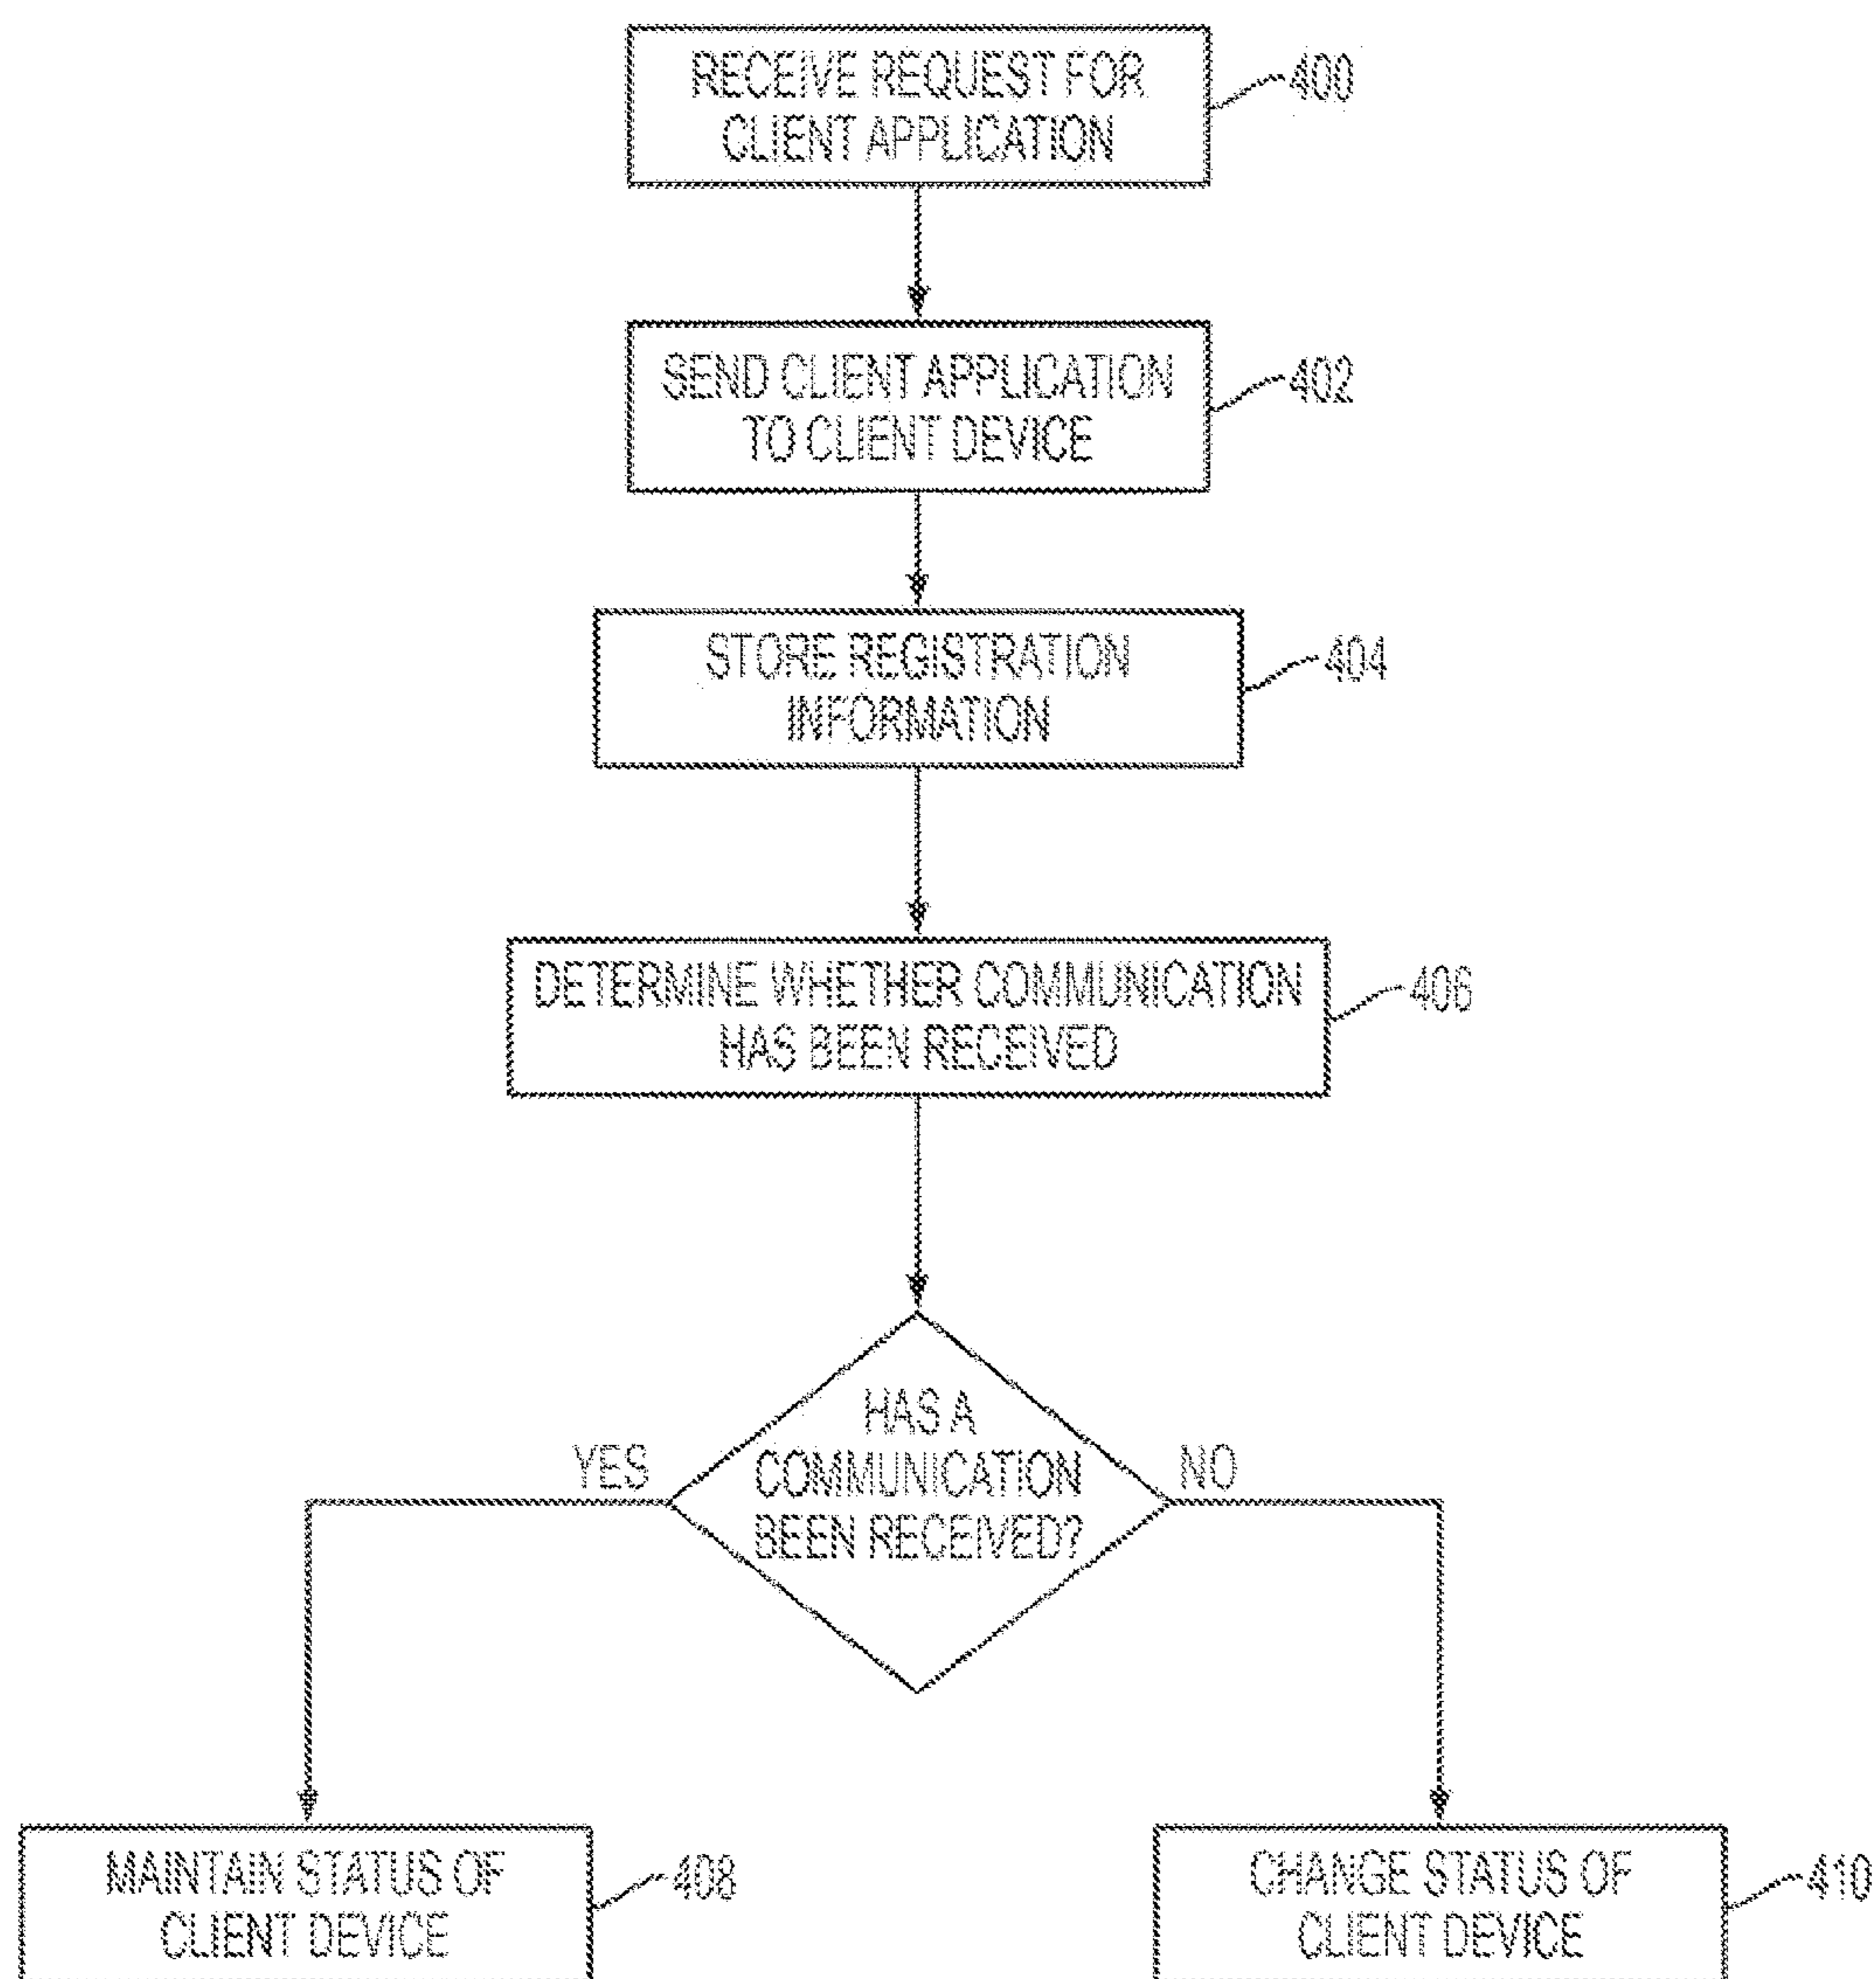 RECEIVE REQUEST FOR
CLIENT APPLICATION
400
SEND CLIENT APPLICATION
TO CLIENT DEVICE
402
STORE REGISTRATION
INFORMATION
404
DETERMINE WHETHER COMMUNICATION
HAS BEEN RECEIVED
406
HAS A
COMMUNICATION
BEEN RECEIVED?
YES
NO
MAINTAIN STATUS OF
CLIENT DEVICE
408
CHANGE STATUS OF
CLIENT DEVICE
410